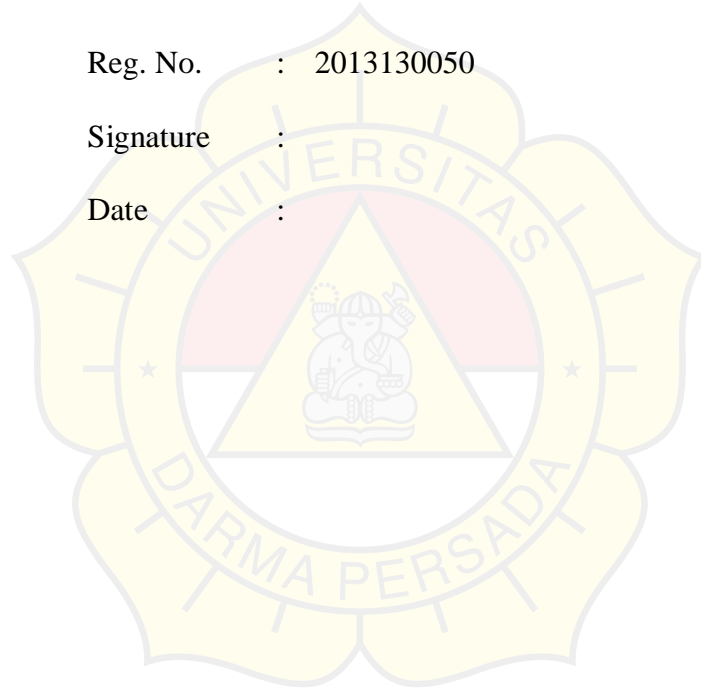 Reg. No. : 2013130050
Signature :
Date :
UNIVERSITAS
DARMA PERSADA